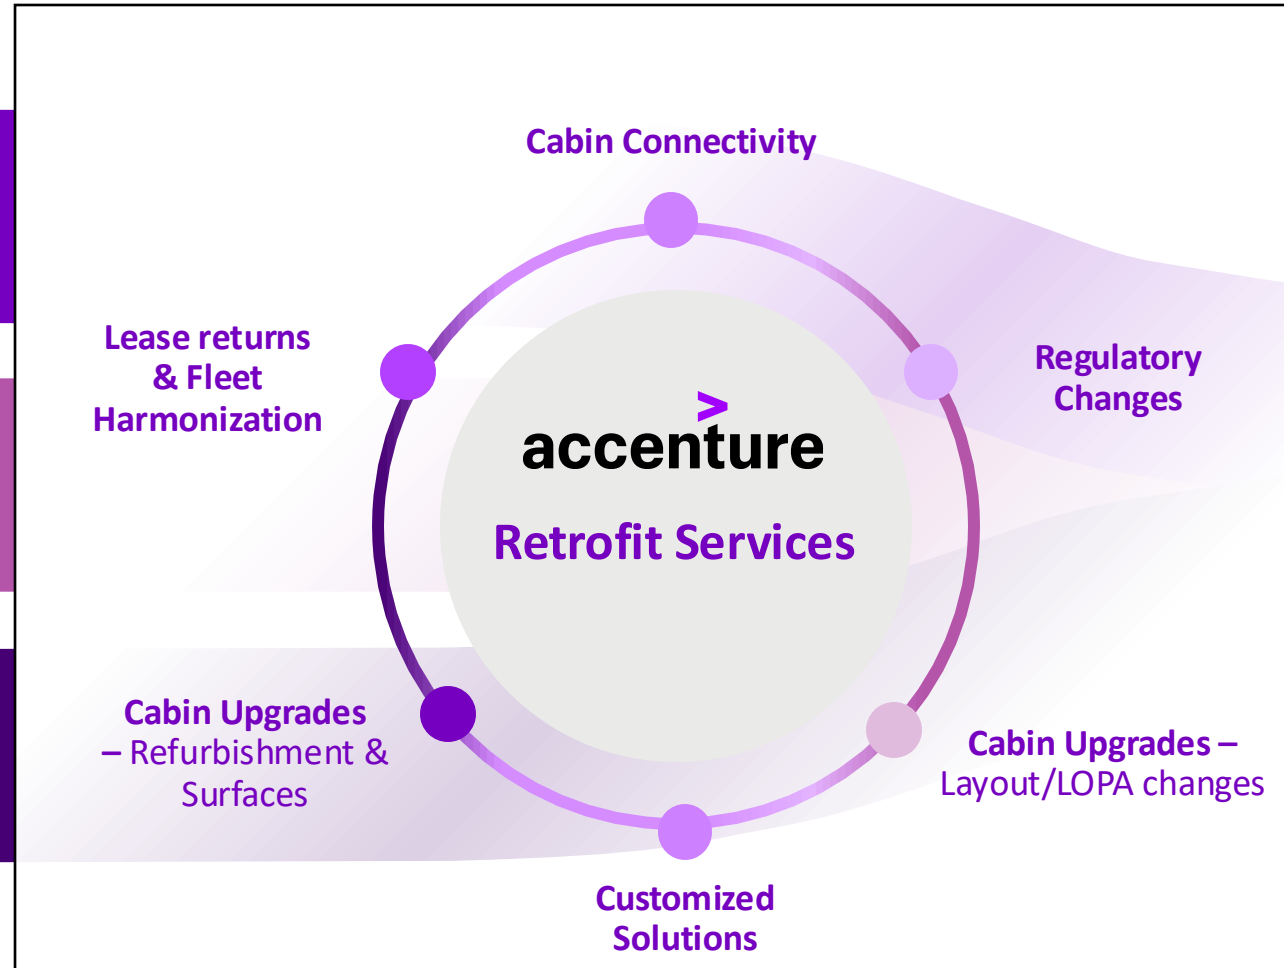 Cabin Connectivity
Lease returns
& Fleet
Harmonization
Regulatory
Changes
>
accenture
Retrofit Services
Cabin Upgrades
– Refurbishment &
Surfaces
Cabin Upgrades –
Layout/LOPA changes
Customized
Solutions